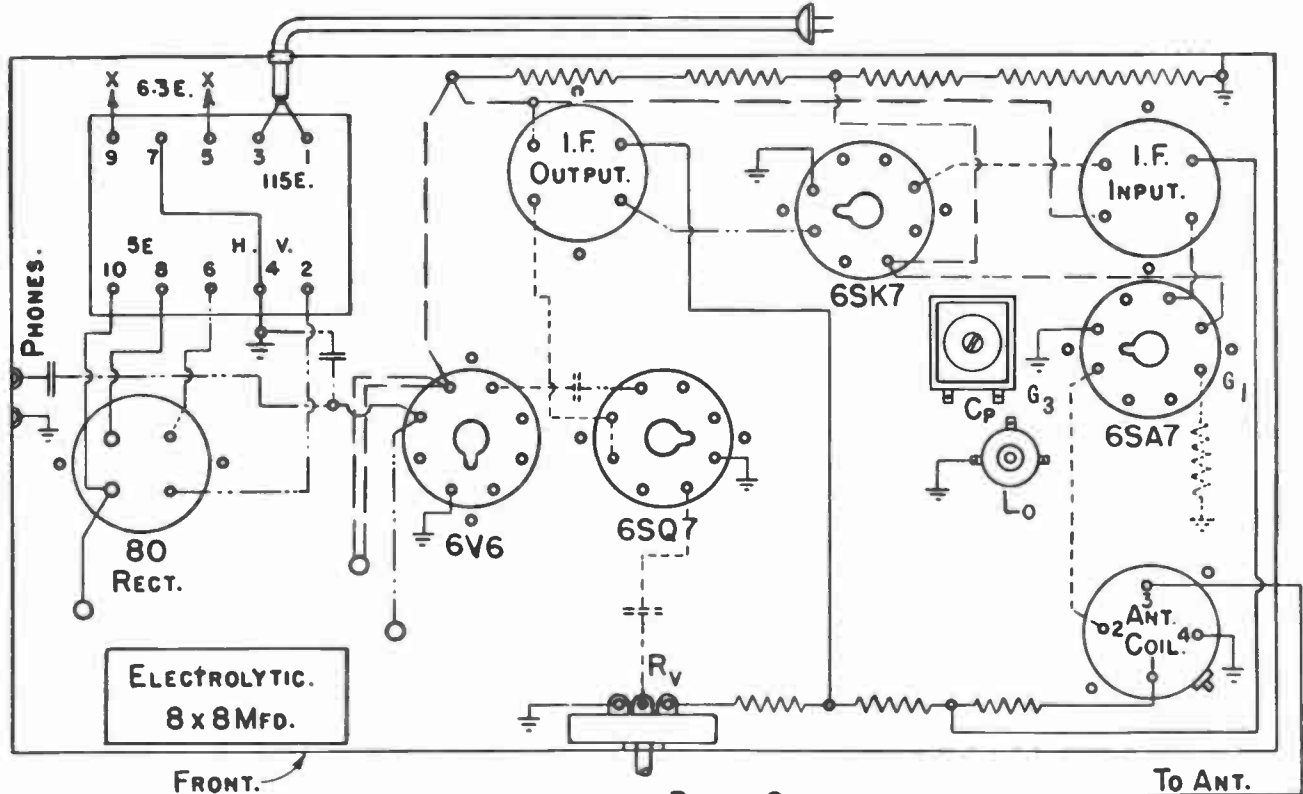 X 6.3E. X
9 7 5 3 1
115E.
5E H. V.
10 8 6 4 2
PHONES.
80
RECT.
ELECTROLYTIC.
8 x 8 MFD.
FRONT.
I.F.
OUTPUT.
6V6
6SQ7
RV
6SK7
I.F.
INPUT.
CP
G3
G1
6SA7
O
3
2 ANT. 4
COIL.
TO ANT.